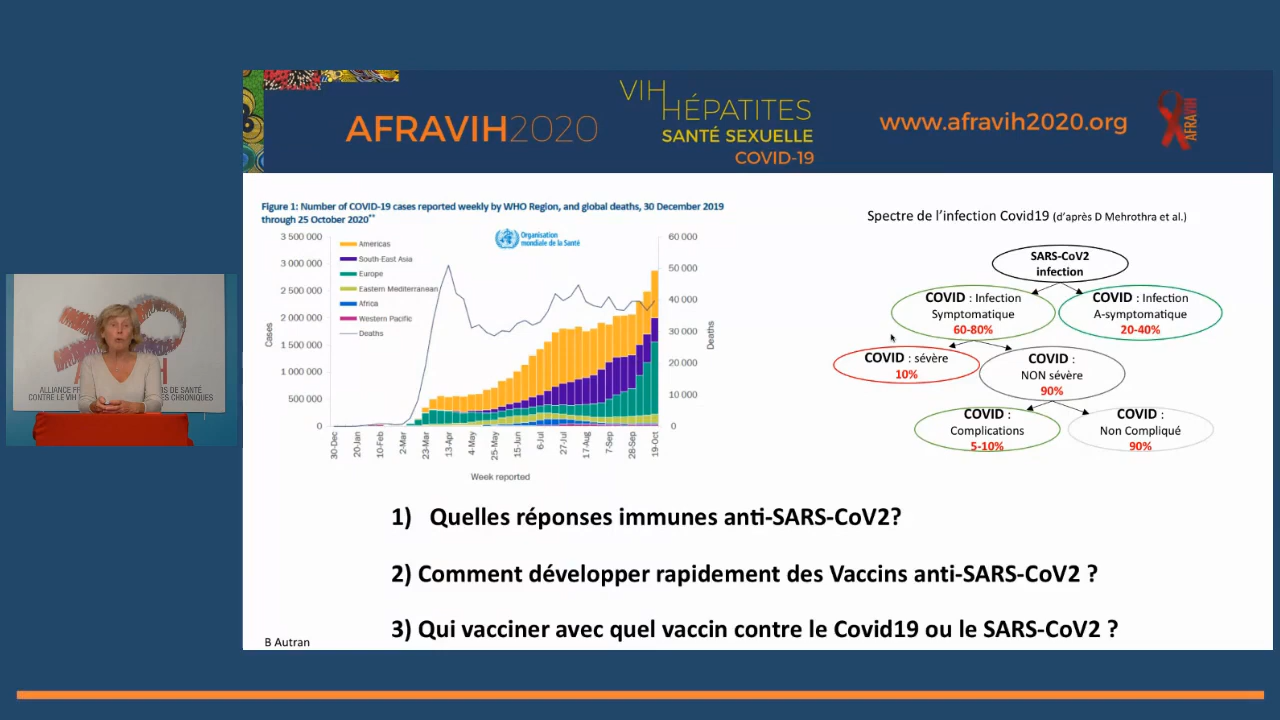 VIH
HÉPATITES
SANTÉ SEXUELLE
COVID-19
AFRAVIH2020
www.afravih2020.org
AFRAVIH
Figure 1: Number of COVID-19 cases reported weekly by WHO Region, and global deaths, 30 December 2019
through 25 October 2020**
Organisation
mondiale de la Santé
3 500 000
3 000 000
2 500 000
2 000 000
1 500 000
1 000 000
500 000
0
Cases
Americas
South-East Asia
Europe
Eastern Mediterranean
Africa
Western Pacific
Deaths
60 000
50 000
40 000
30 000
20 000
10 000
0
Deaths
30-Dec
20-Jan
10-Feb
2-Mar
23-Mar
13-Apr
4-May
25-May
15-Jun
6-Jul
27-Jul
17-Aug
7-Sep
28-Sep
19-Oct
Week reported
Spectre de l'infection Covid19 (d'après D Mehrothra et al.)
SARS-CoV2
infection
COVID : Infection
Symptomatique
60-80%
COVID : Infection
A-symptomatique
20-40%
COVID : sévère
10%
COVID :
NON sévère
90%
COVID :
Complications
5-10%
COVID :
Non Compliqué
90%
1) Quelles réponses immunes anti-SARS-CoV2?
2) Comment développer rapidement des Vaccins anti-SARS-CoV2 ?
3) Qui vacciner avec quel vaccin contre le Covid19 ou le SARS-CoV2 ?
B Autran
ALLIANCE FR S DE SANTÉ
CONTRE LE VIH ES CHRONIQUES